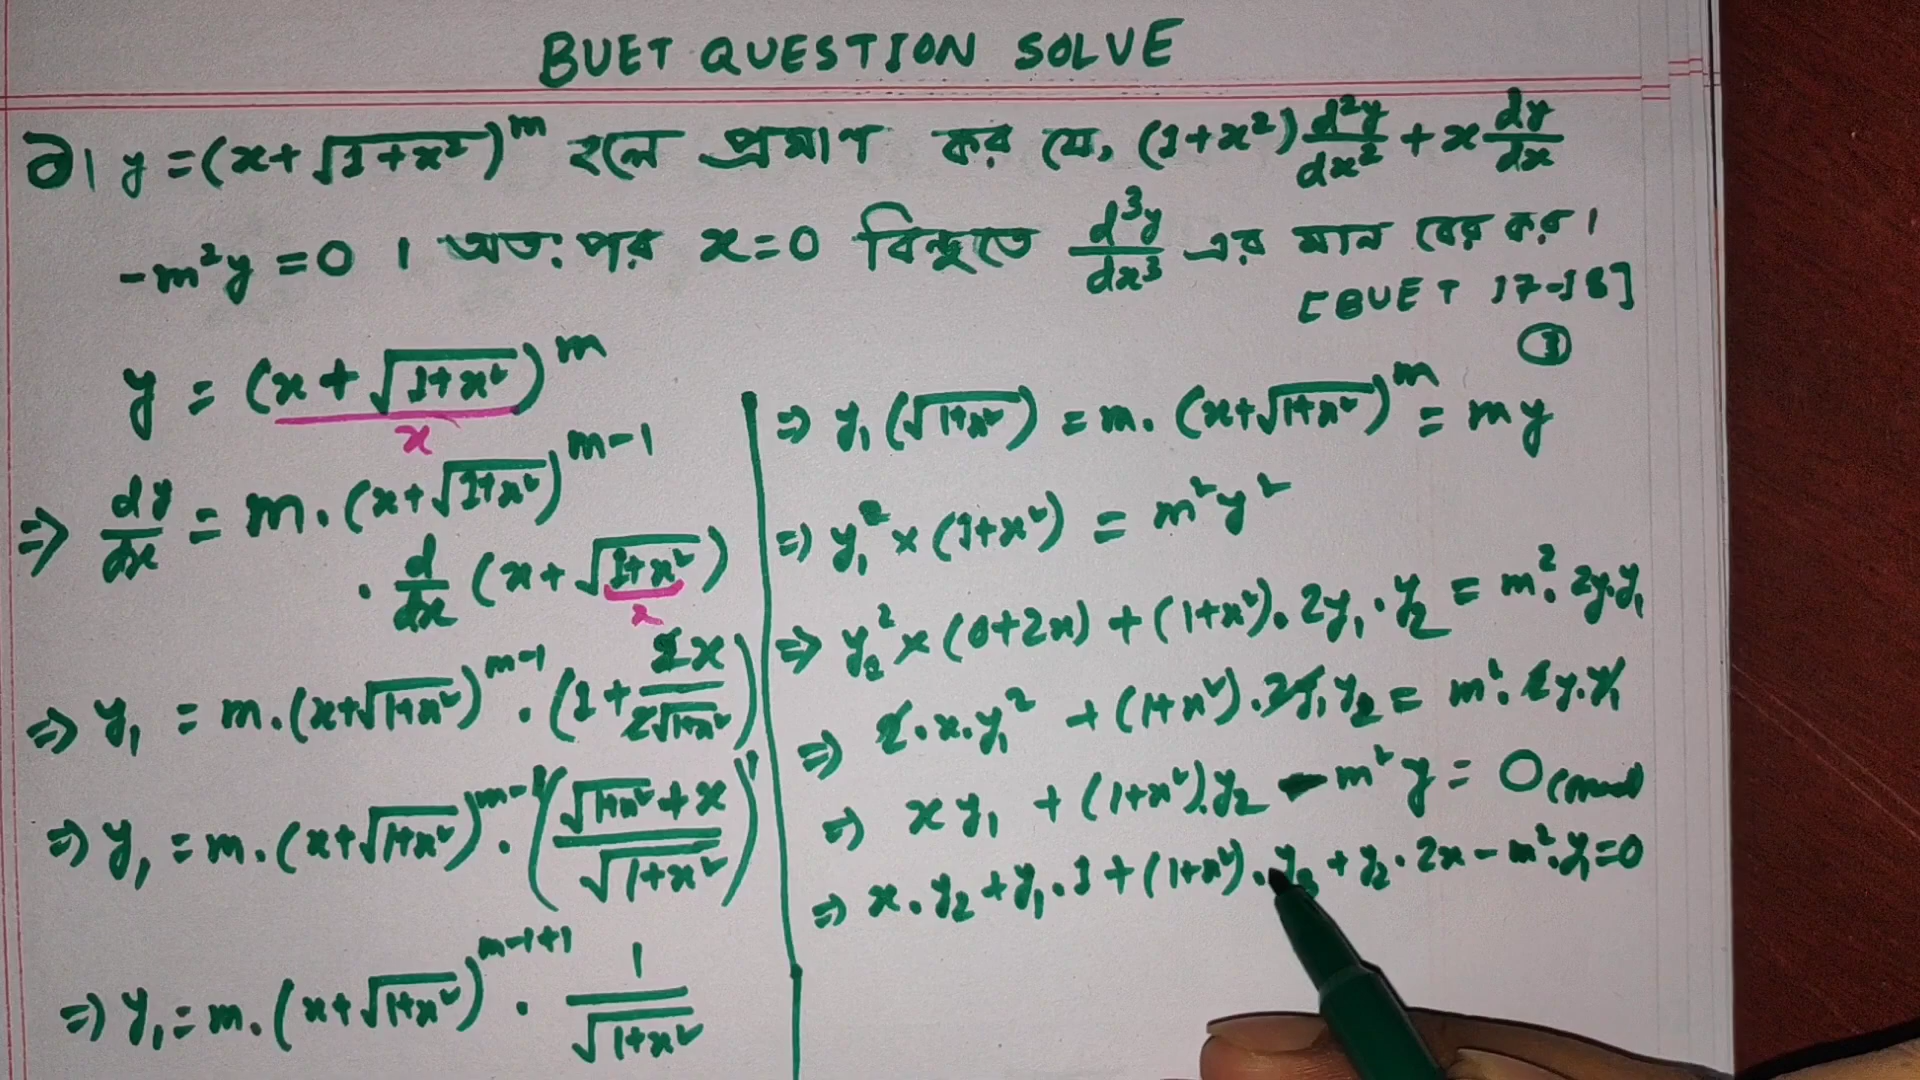 BUET QUESTION SOLVE
১। y = (x+√1+x²)^m হলে প্রমাণ কর যে, (1+x²) d²y/dx² + x dy/dx
-m²y = 0 । অতঃপর x=0 বিন্দুতে d³y/dx³ এর মান বের কর।
[BUET 17-18]
y = (x+√1+x²)^m
x
⇒ dy/dx = m.(x+√1+x²)^m-1
. d/dx (x+√1+x²)
x
⇒ y₁ = m.(x+√1+x²)^m-1 . (1+ 2x/2√1+x²)
⇒ y₁ = m.(x+√1+x²)^m-1 . (√1+x²+x/√1+x²)
⇒ y₁ = m.(x+√1+x²)^m-1+1 . 1/√1+x²
①
⇒ y₁(√1+x²) = m.(x+√1+x²)^m = my
⇒ y₁² × (1+x²) = m²y²
⇒ y₁² × (0+2x) + (1+x²).2y₁.y₂ = m².2y.y₁
⇒ 2.x.y₁² + (1+x²).2y₁y₂ = m².2y.y₁
⇒ xy₁ + (1+x²).y₂ - m²y = 0
⇒ x.y₂+y₁.1+(1+x²).y₃+y₂.2x-m².y₁=0